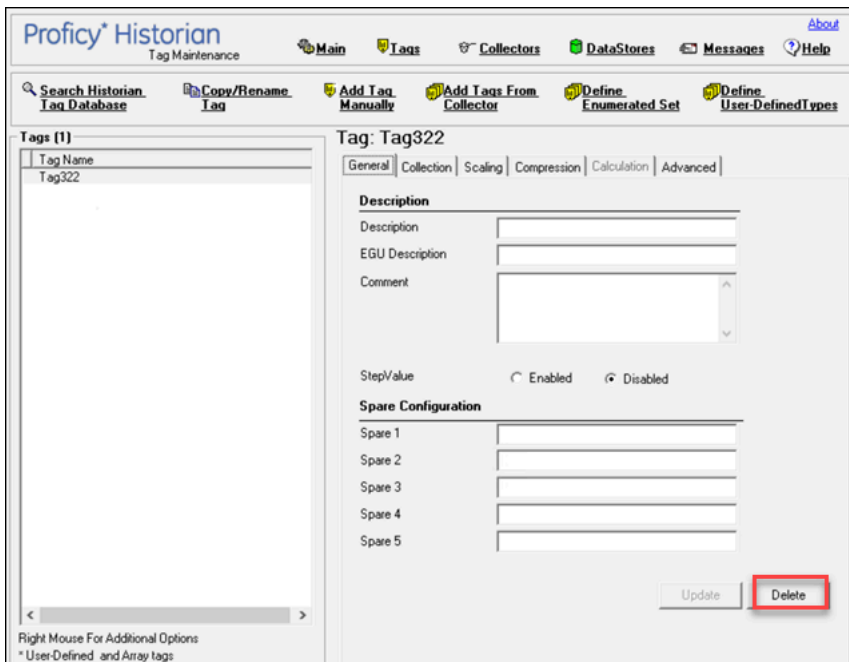 About
Proficy* Historian
Tag Maintenance
Main Tags Collectors DataStores Messages Help
Search Historian Tag Database
Copy/Rename Tag
Add Tag Manually
Add Tags From Collector
Define Enumerated Set
Define User-DefinedTypes
Tags (1)
Tag Name
Tag322
Right Mouse For Additional Options
* User-Defined and Array tags
Tag: Tag322
General Collection Scaling Compression Calculation Advanced
Description
Description
EGU Description
Comment
StepValue Enabled Disabled
Spare Configuration
Spare 1
Spare 2
Spare 3
Spare 4
Spare 5
Update Delete